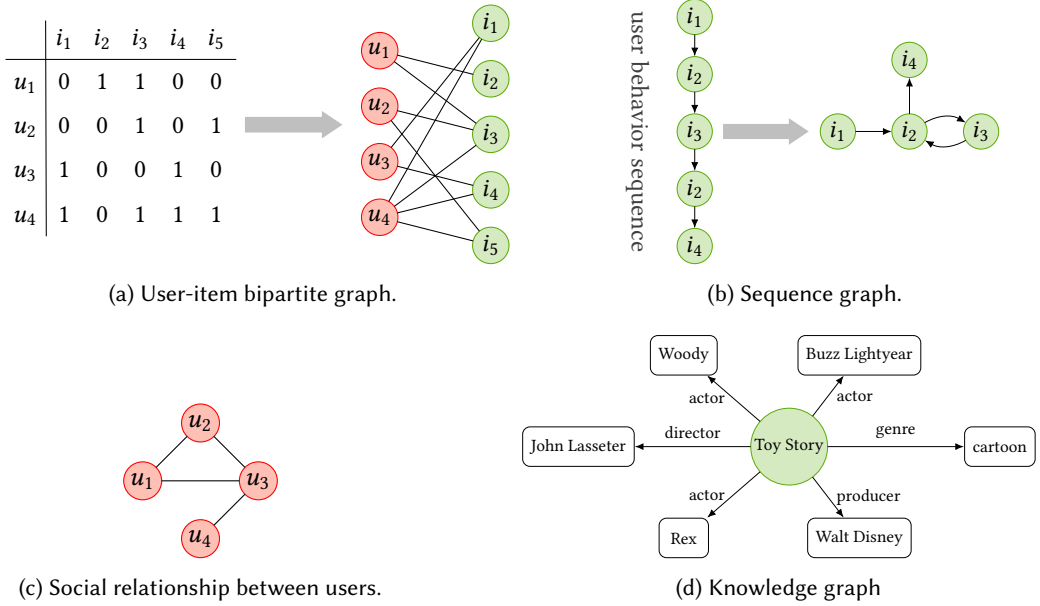 i1 i2 i3 i4 i5
u1 0 1 1 0 0
u2 0 0 1 0 1
u3 1 0 0 1 0
u4 1 0 1 1 1
u1
u2
u3
u4
i1
i2
i3
i4
i5
(a) User-item bipartite graph.
user behavior sequence
i1
i2
i3
i2
i4
i4
i1 i2 i3
(b) Sequence graph.
u2
u1 u3
u4
(c) Social relationship between users.
Woody Buzz Lightyear
actor actor
John Lasseter director Toy Story genre cartoon
actor producer
Rex Walt Disney
(d) Knowledge graph